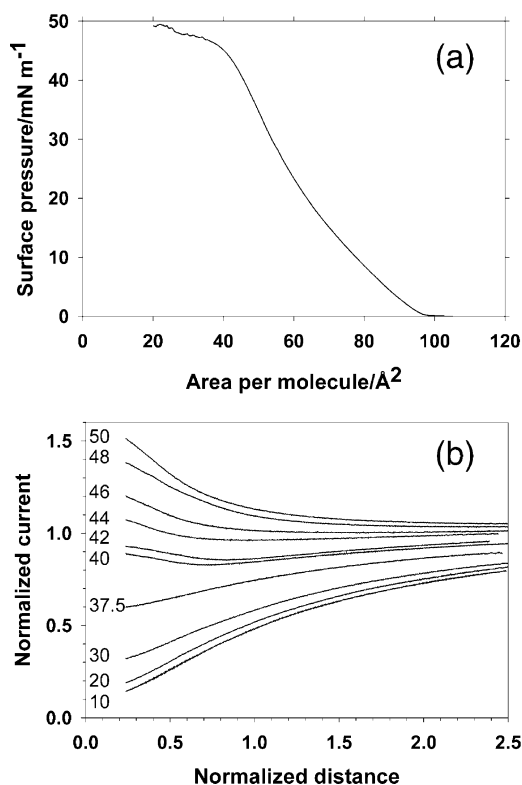 50
(a)
40
30
20
10
0
Surface pressure/mN m⁻¹
0 20 40 60 80 100 120
Area per molecule/Å²
(b)
1.5
1.0
0.5
0.0
Normalized current
50
48
46
44
42
40
37.5
30
20
10
0.0 0.5 1.0 1.5 2.0 2.5
Normalized distance